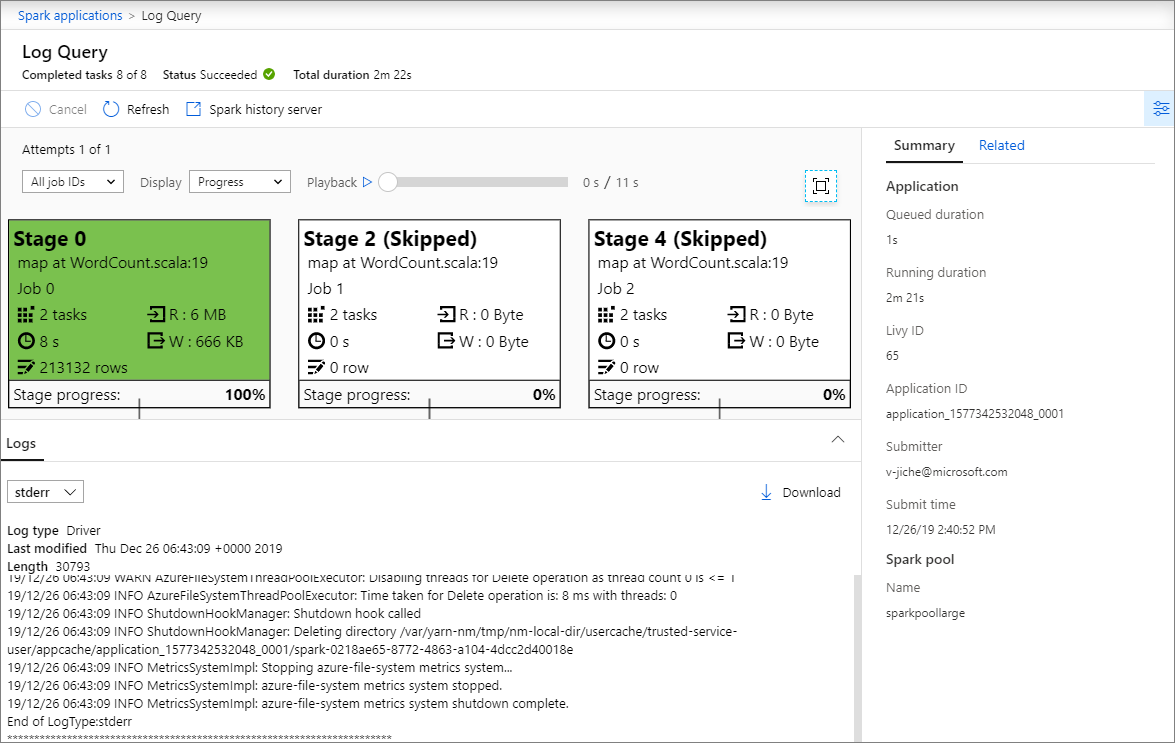 Spark applications > Log Query
Log Query
Completed tasks 8 of 8 Status Succeeded Total duration 2m 22s
Cancel Refresh Spark history server
Attempts 1 of 1
All job IDs Display Progress Playback 0 s / 11 s
Stage 0
map at WordCount.scala:19
Job 0
2 tasks R : 6 MB
8 s W : 666 KB
213132 rows
Stage progress: 100%
Stage 2 (Skipped)
map at WordCount.scala:19
Job 1
2 tasks R : 0 Byte
0 s W : 0 Byte
0 row
Stage progress: 0%
Stage 4 (Skipped)
map at WordCount.scala:19
Job 2
2 tasks R : 0 Byte
0 s W : 0 Byte
0 row
Stage progress: 0%
Logs
stderr Download
Log type Driver
Last modified Thu Dec 26 06:43:09 +0000 2019
Length 30793
19/12/26 06:43:09 WARN AzureFileSystemThreadPoolExecutor: Disabling threads for Delete operation as thread count 0 is <= 1
19/12/26 06:43:09 INFO AzureFileSystemThreadPoolExecutor: Time taken for Delete operation is: 8 ms with threads: 0
19/12/26 06:43:09 INFO ShutdownHookManager: Shutdown hook called
19/12/26 06:43:09 INFO ShutdownHookManager: Deleting directory /var/yarn-nm/tmp/nm-local-dir/usercache/trusted-service-
user/appcache/application_1577342532048_0001/spark-0218ae65-8772-4863-a104-4dcc2d40018e
19/12/26 06:43:09 INFO MetricsSystemImpl: Stopping azure-file-system metrics system...
19/12/26 06:43:09 INFO MetricsSystemImpl: azure-file-system metrics system stopped.
19/12/26 06:43:09 INFO MetricsSystemImpl: azure-file-system metrics system shutdown complete.
End of LogType:stderr
***********************************************************************
Summary Related
Application
Queued duration
1s
Running duration
2m 21s
Livy ID
65
Application ID
application_1577342532048_0001
Submitter
v-jiche@microsoft.com
Submit time
12/26/19 2:40:52 PM
Spark pool
Name
sparkpoollarge